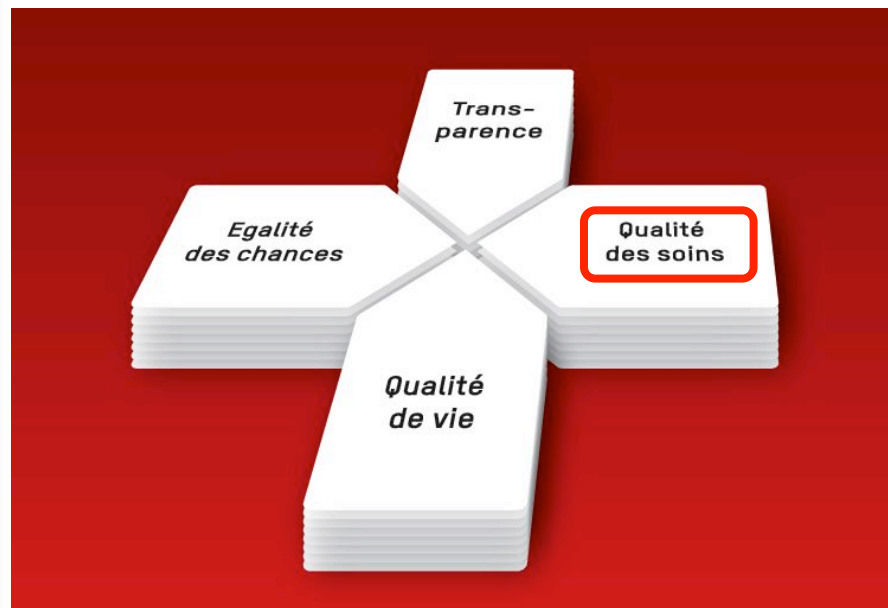 Trans-
parence
Egalité
des chances
Qualité
des soins
Qualité
de vie